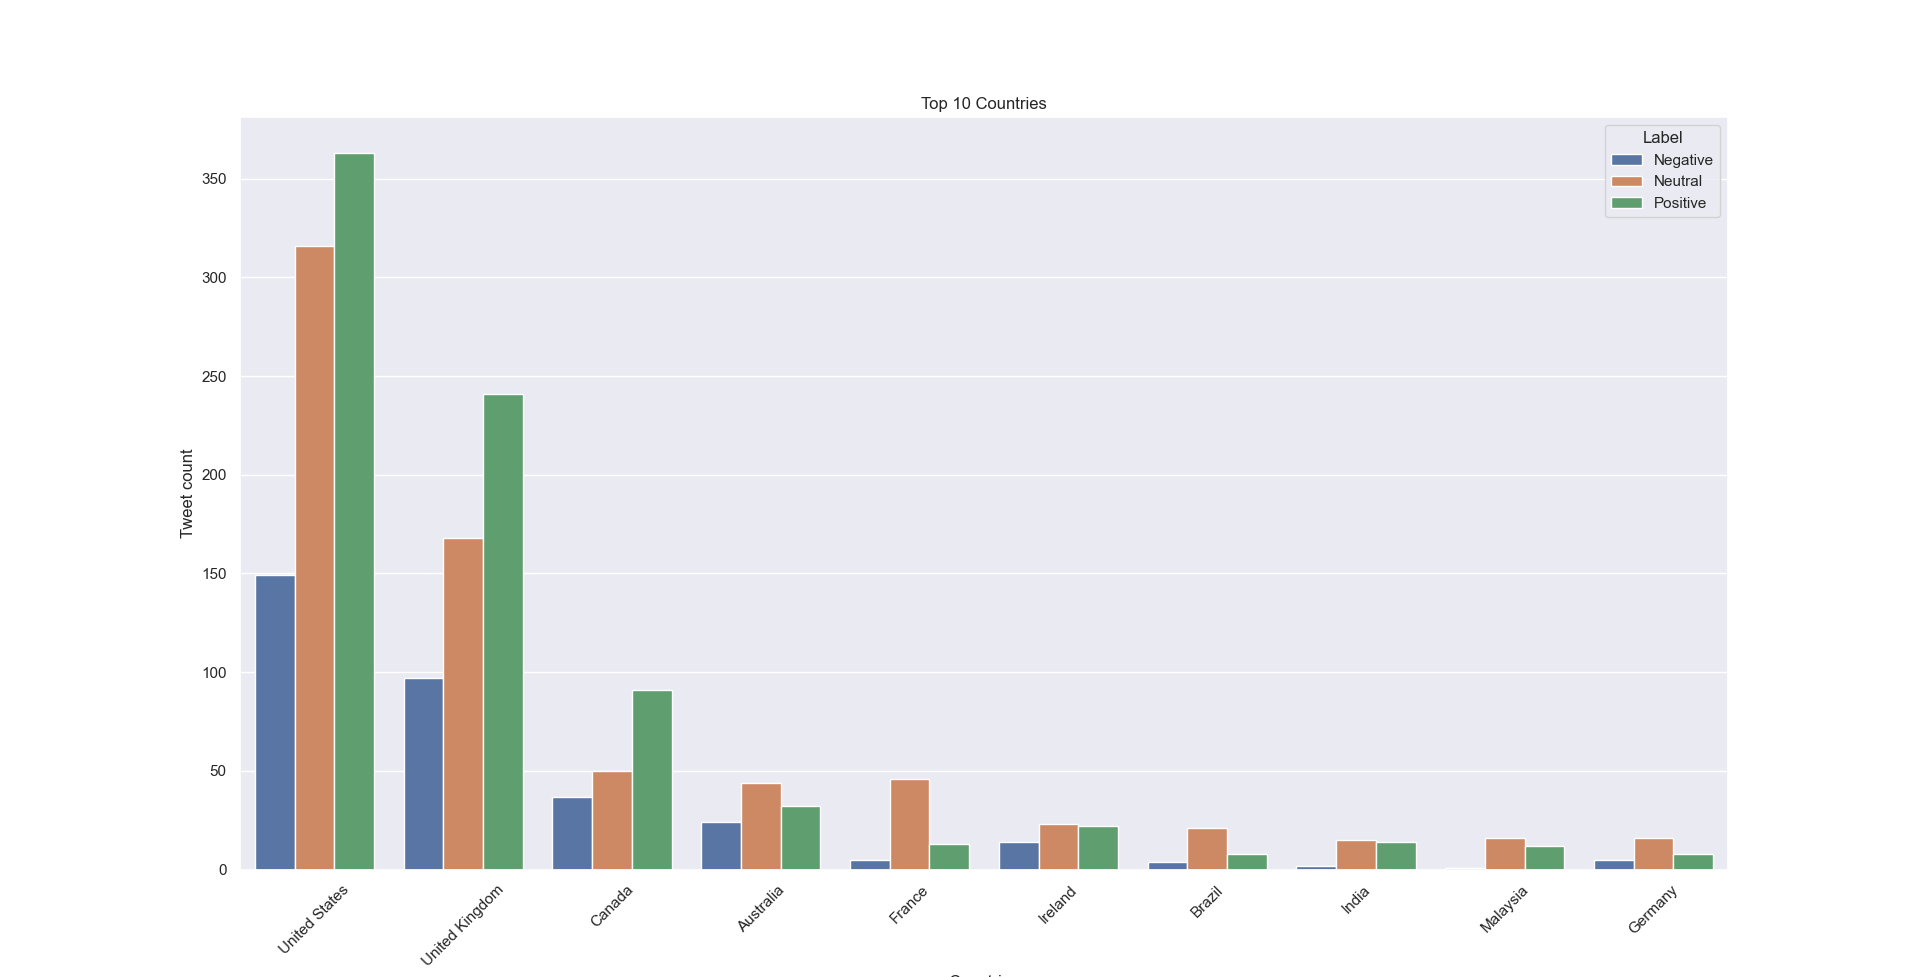 Top 10 Countries
Label
Negative
Neutral
Positive
350
300
250
200
150
100
50
0
Tweet count
United States
United Kingdom
Canada
Australia
France
Ireland
Brazil
India
Malaysia
Germany